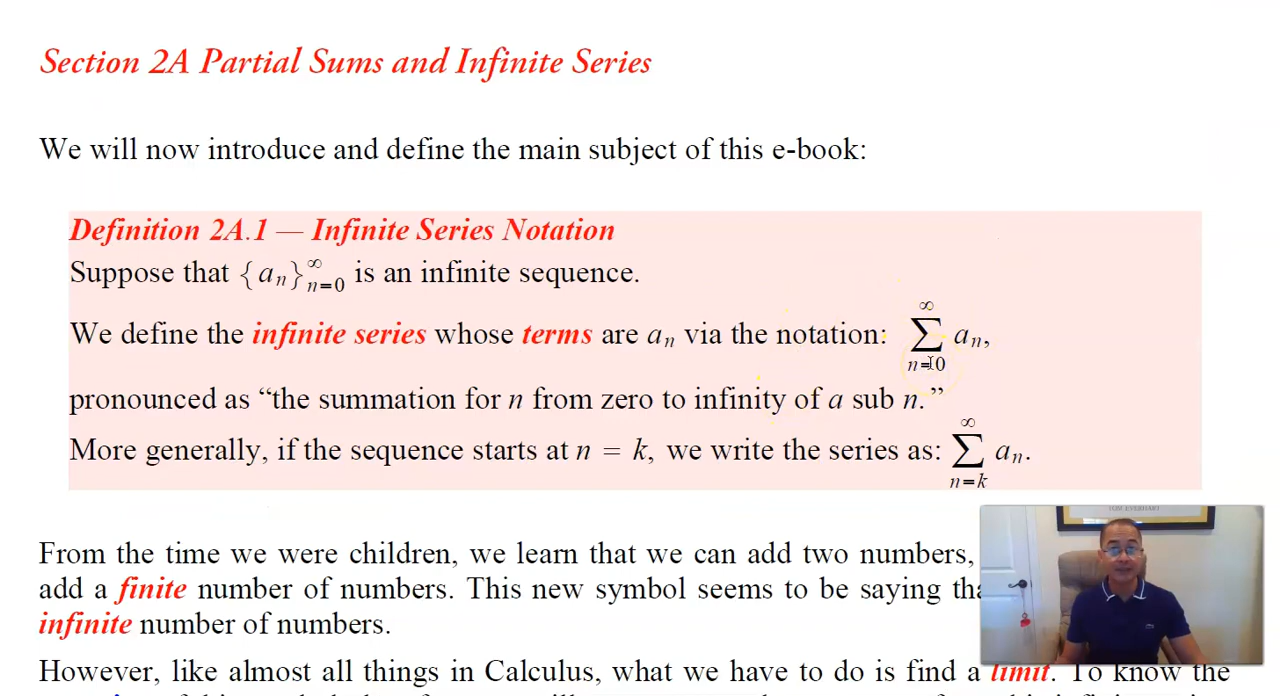 Section 2A Partial Sums and Infinite Series
We will now introduce and define the main subject of this e-book:
Definition 2A.1 — Infinite Series Notation
Suppose that {aₙ}^∞_{n=0} is an infinite sequence.
We define the infinite series whose terms are aₙ via the notation: ∑_{n=0}^{∞} aₙ,
pronounced as “the summation for n from zero to infinity of a sub n.”
More generally, if the sequence starts at n = k, we write the series as: ∑_{n=k}^{∞} aₙ.
From the time we were children, we learn that we can add two numbers,
add a finite number of numbers. This new symbol seems to be saying
infinite number of numbers.
However, like almost all things in Calculus, what we have to do is find a limit. To know the